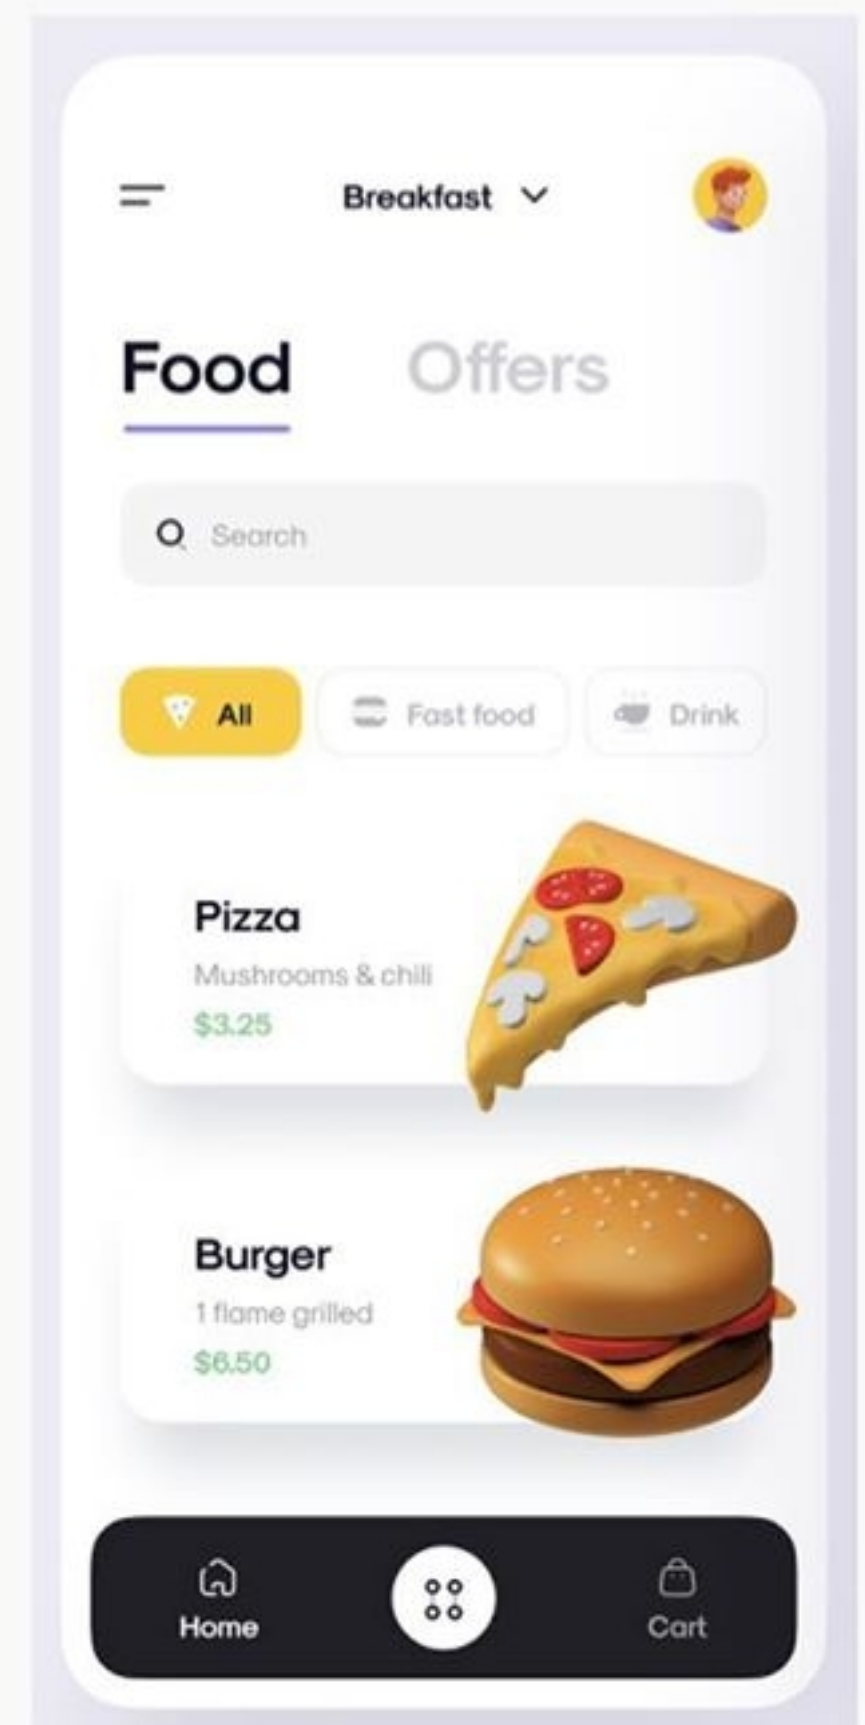 Breakfast
Food Offers
Search
All Fast food Drink
Pizza
Mushrooms & chili
$3.25
Burger
1 flame grilled
$6.50
Home Cart